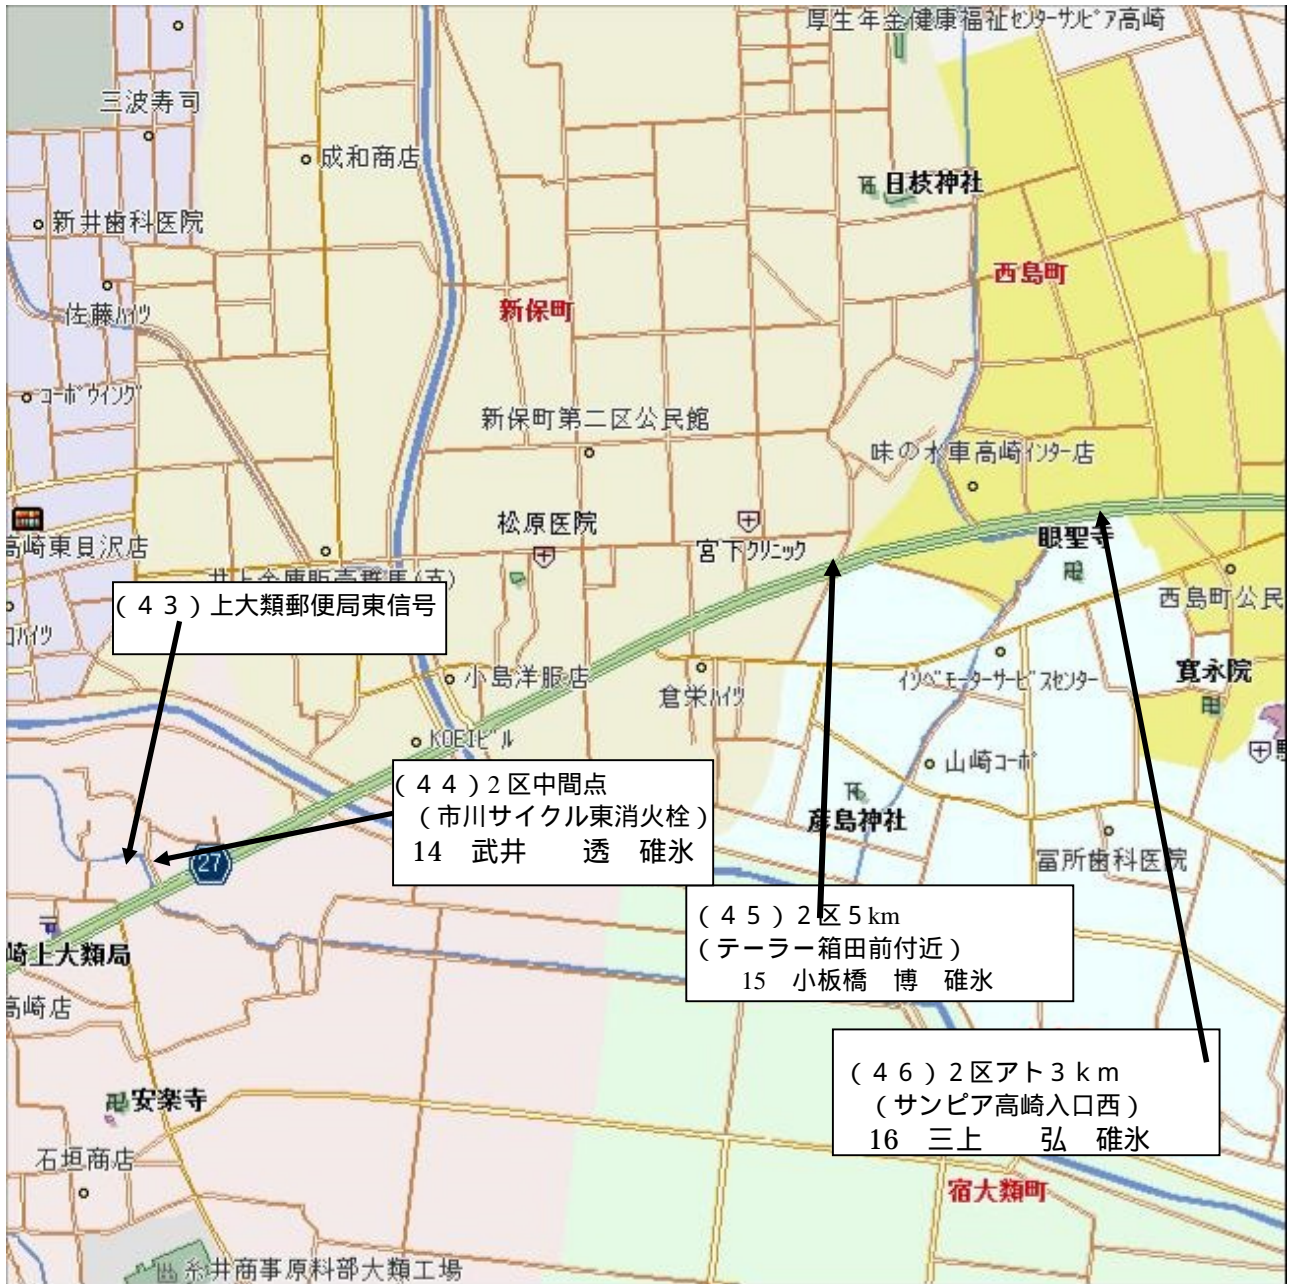 厚生年金健康福祉ｾﾝﾀｰｻﾝﾋﾟｱ高崎
三波寿司
成和商店
日枝神社
新井歯科医院
西島町
佐藤ﾊｲﾂ
新保町
ｺｰﾎﾟｳｲﾝｸﾞ
新保町第二区公民館
味の水車高崎ｲﾝﾀｰ店
松原医院
高崎東貝沢店
宮下ｸﾘﾆｯｸ
眼聖寺
西島町公民
（４３）上大類郵便局東信号
ｺﾊｲﾂ
小島洋服店
倉栄ﾊｲﾂ
ｲｿﾍﾞﾓｰﾀｰｻｰﾋﾞｽｾﾝﾀｰ
寛永院
KOEIﾋﾞﾙ
山崎ｺｰﾎﾟ
（４４）2区中間点
（市川サイクル東消火栓）
14　武井　　透　碓氷
彦島神社
27
冨所歯科医院
（４５）２区５km
（テーラー箱田前付近）
15　小板橋　博　碓氷
崎上大類局
高崎店
（４６）２区アト３ｋｍ
（サンピア高崎入口西）
16　三上　　弘　碓氷
安楽寺
石垣商店
宿大類町
糸井商事原料部大類工場